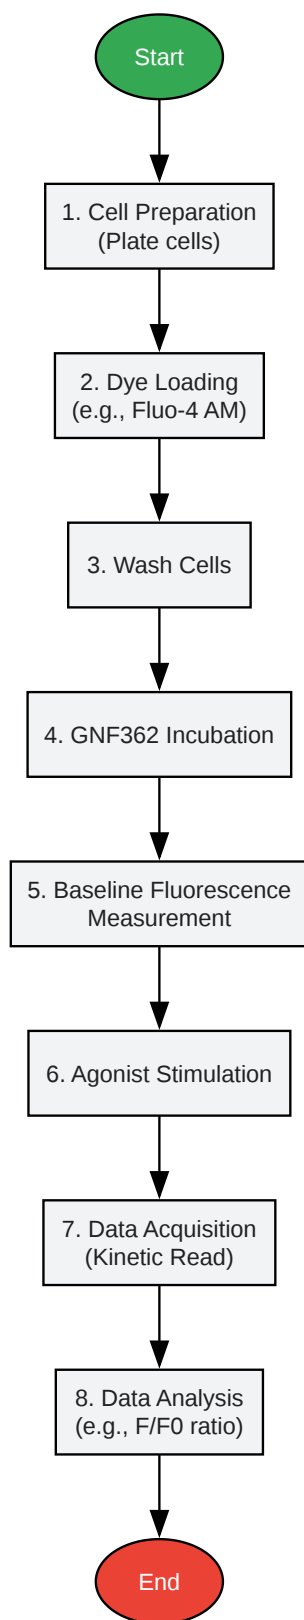 Start
1. Cell Preparation
(Plate cells)
2. Dye Loading
(e.g., Fluo-4 AM)
3. Wash Cells
4. GNF362 Incubation
5. Baseline Fluorescence
Measurement
6. Agonist Stimulation
7. Data Acquisition
(Kinetic Read)
8. Data Analysis
(e.g., F/F0 ratio)
End